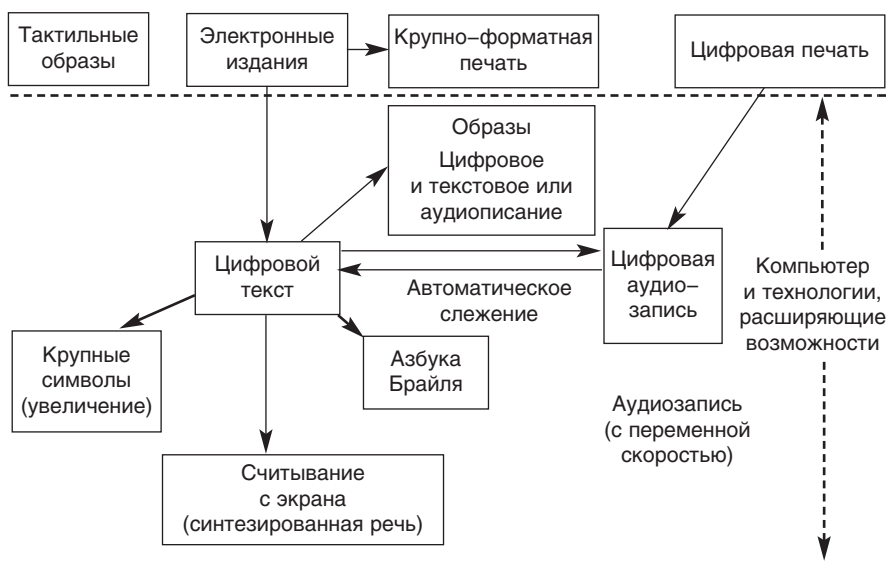 Тактильные
образы
Электронные
издания
Крупно–форматная
печать
Цифровая печать
Образы
Цифровое
и текстовое или
аудиописание
Цифровой
текст
Автоматическое
слежение
Цифровая
аудио–
запись
Компьютер
и технологии,
расширяющие
возможности
Крупные
символы
(увеличение)
Азбука
Брайля
Аудиозапись
(с переменной
скоростью)
Считывание
с экрана
(синтезированная речь)